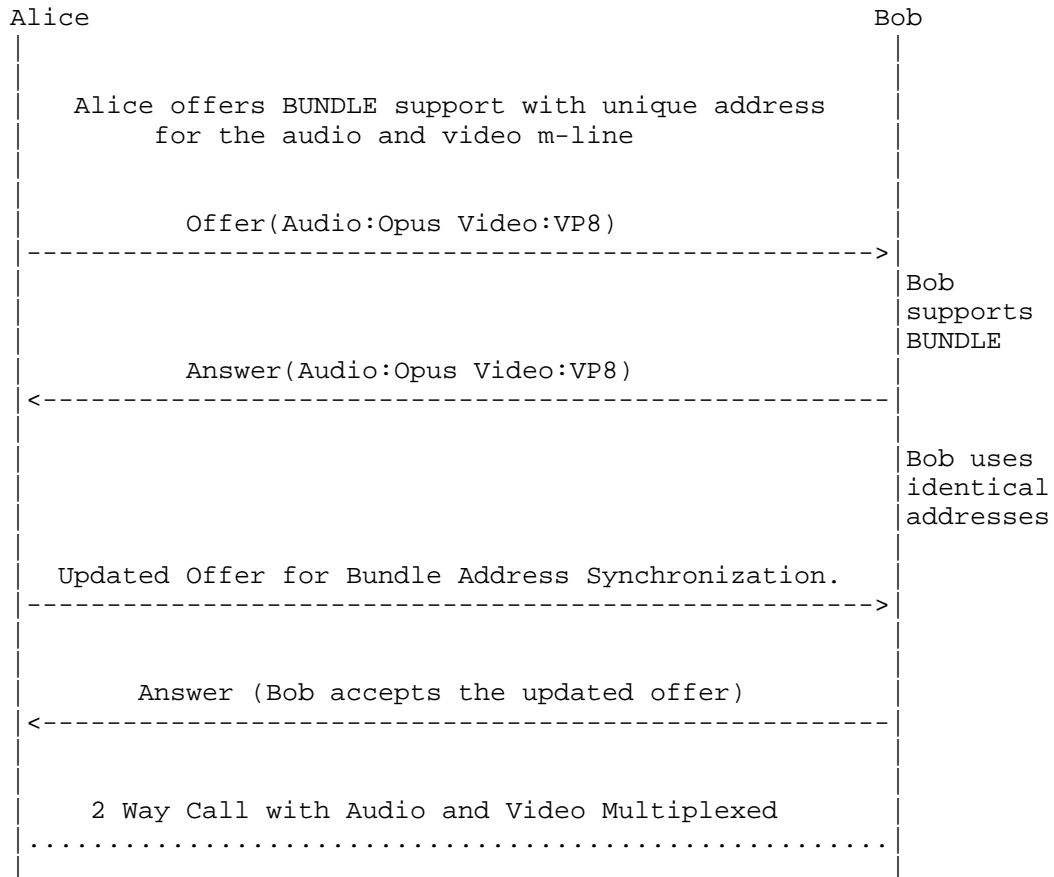 Alice Bob
Alice offers BUNDLE support with unique address
for the audio and video m-line
Offer(Audio:Opus Video:VP8)
Bob
supports
BUNDLE
Answer(Audio:Opus Video:VP8)
Bob uses
identical
addresses
Updated Offer for Bundle Address Synchronization.
Answer (Bob accepts the updated offer)
2 Way Call with Audio and Video Multiplexed